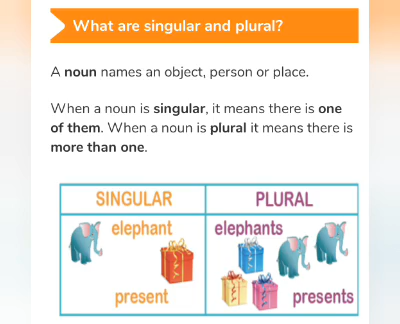 What are singular and plural?
A noun names an object, person or place.
When a noun is singular, it means there is one
of them. When a noun is plural it means there is
more than one.
SINGULAR PLURAL
elephant elephants
present presents